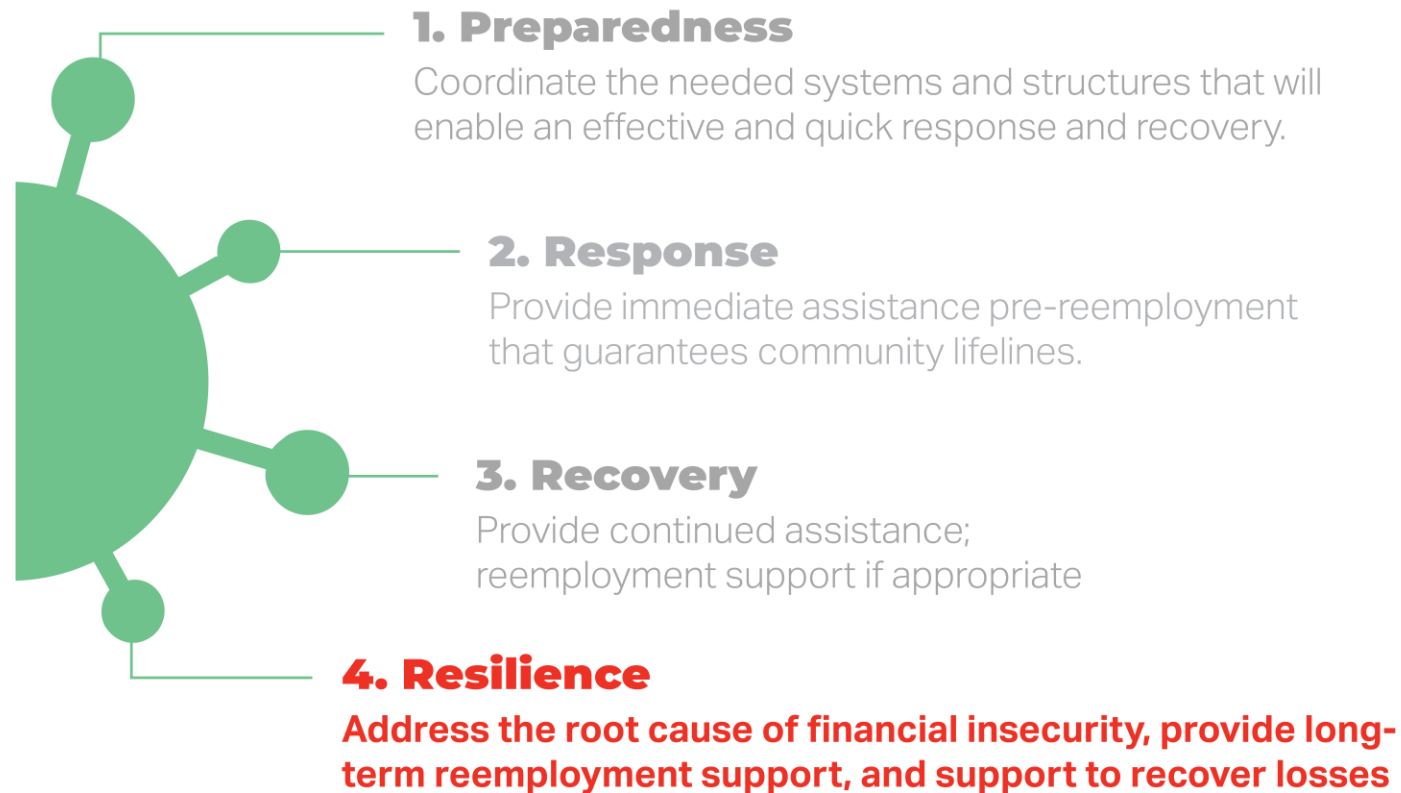 1. Preparedness
Coordinate the needed systems and structures that will
enable an effective and quick response and recovery.
2. Response
Provide immediate assistance pre-reemployment
that guarantees community lifelines.
3. Recovery
Provide continued assistance;
reemployment support if appropriate
4. Resilience
Address the root cause of financial insecurity, provide long-
term reemployment support, and support to recover losses